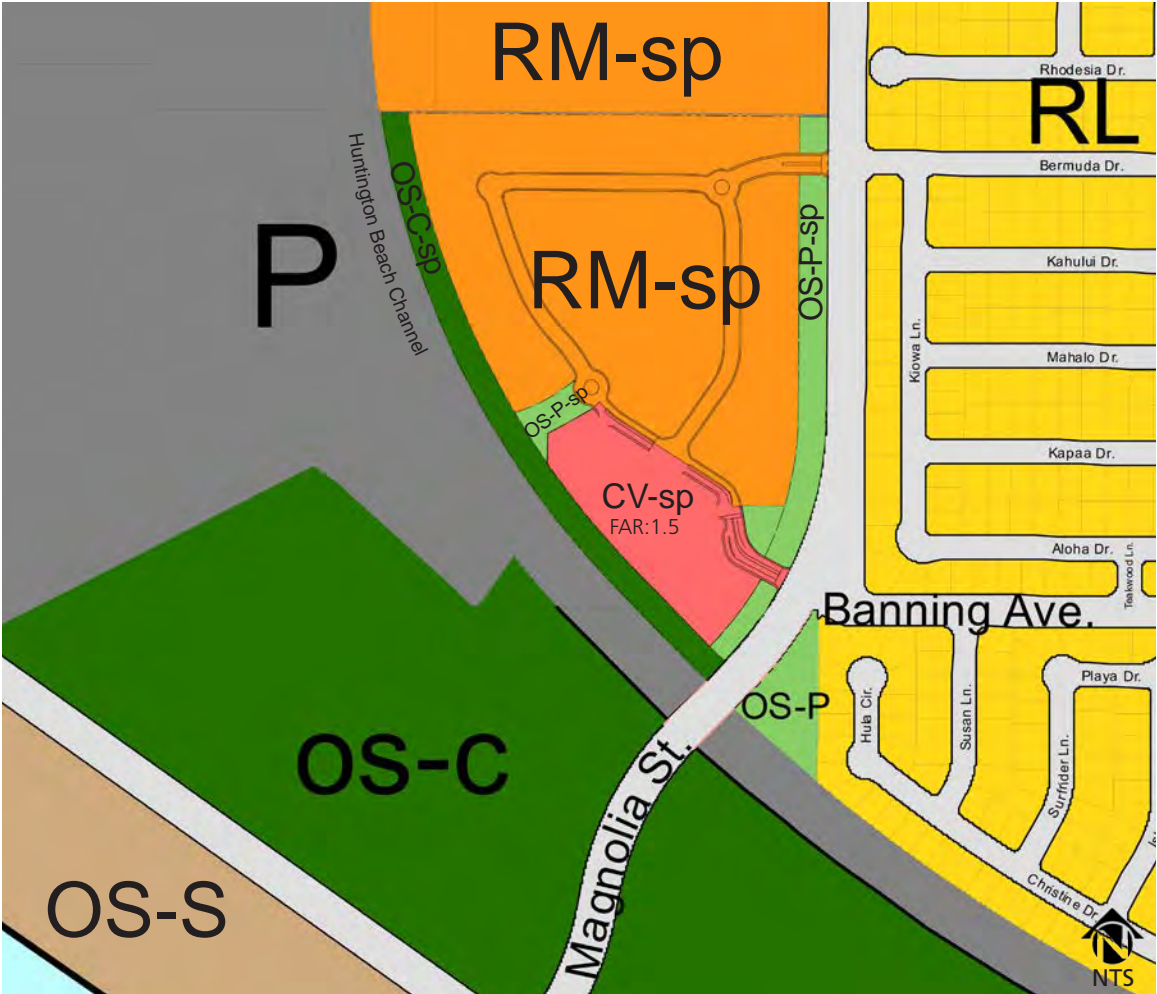 RM-sp
Rhodesia Dr.
RL
Bermuda Dr.
Huntington Beach Channel
OS-C-sp
P
RM-sp
OS-P-sp
Kahului Dr.
Kiowa Ln.
Mahalo Dr.
OS-P-sp
Kapaa Dr.
CV-sp
FAR:1.5
Aloha Dr.
Teakwood Ln.
Banning Ave.
Playa Dr.
OS-P
Hula Cir.
Susan Ln.
Surfrider Ln.
OS-C
Magnolia St.
OS-S
Christine Dr.
N
NTS